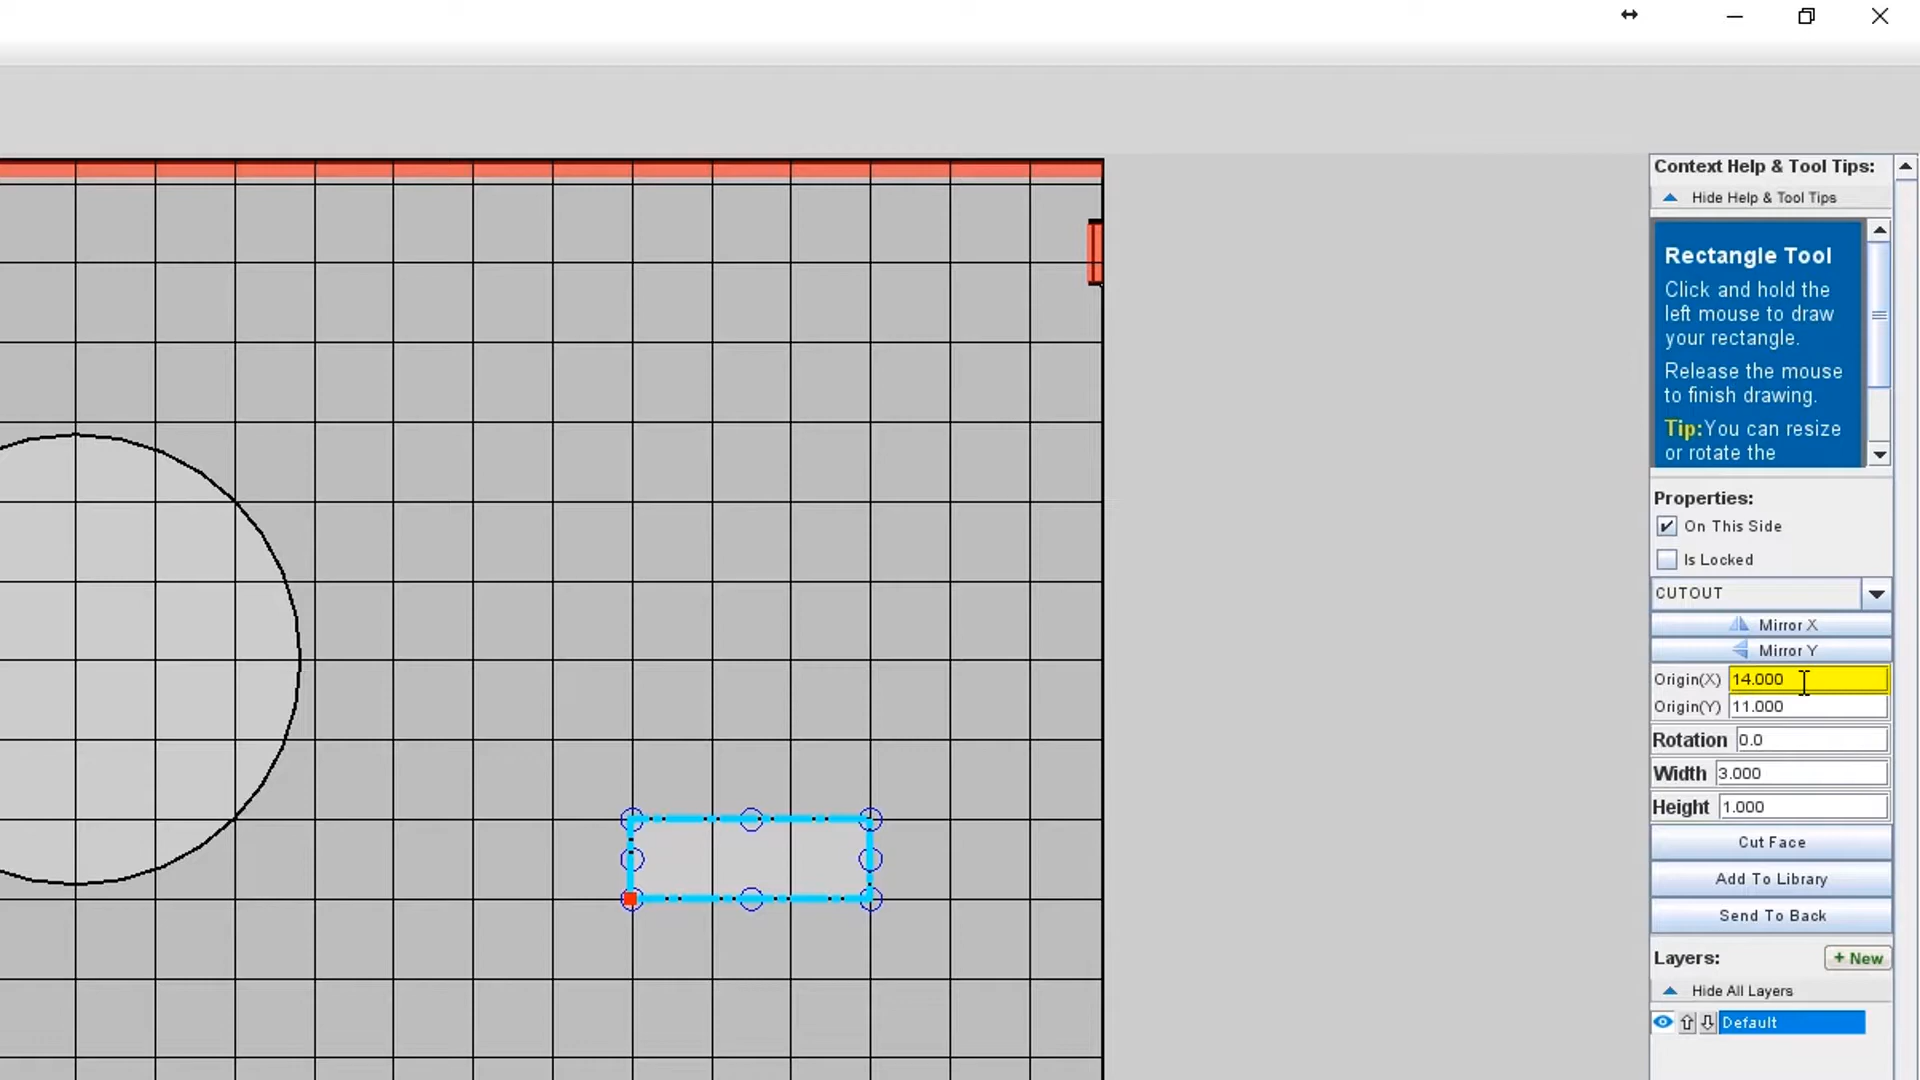 Context Help & Tool Tips:
Hide Help & Tool Tips
Rectangle Tool
Click and hold the
left mouse to draw
your rectangle.
Release the mouse
to finish drawing.
Tip:You can resize
or rotate the
Properties:
On This Side
Is Locked
CUTOUT
Mirror X
Mirror Y
Origin(X) 14.000
Origin(Y) 11.000
Rotation 0.0
Width 3.000
Height 1.000
Cut Face
Add To Library
Send To Back
Layers: + New
Hide All Layers
Default